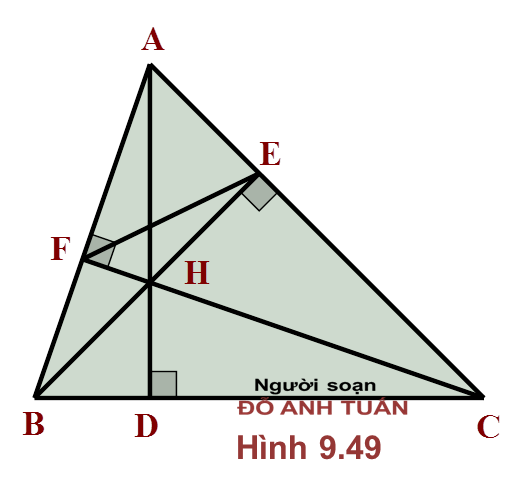 A
E
F
H
B
D
C
Người soạn
ĐỖ ANH TUẤN
Hình 9.49